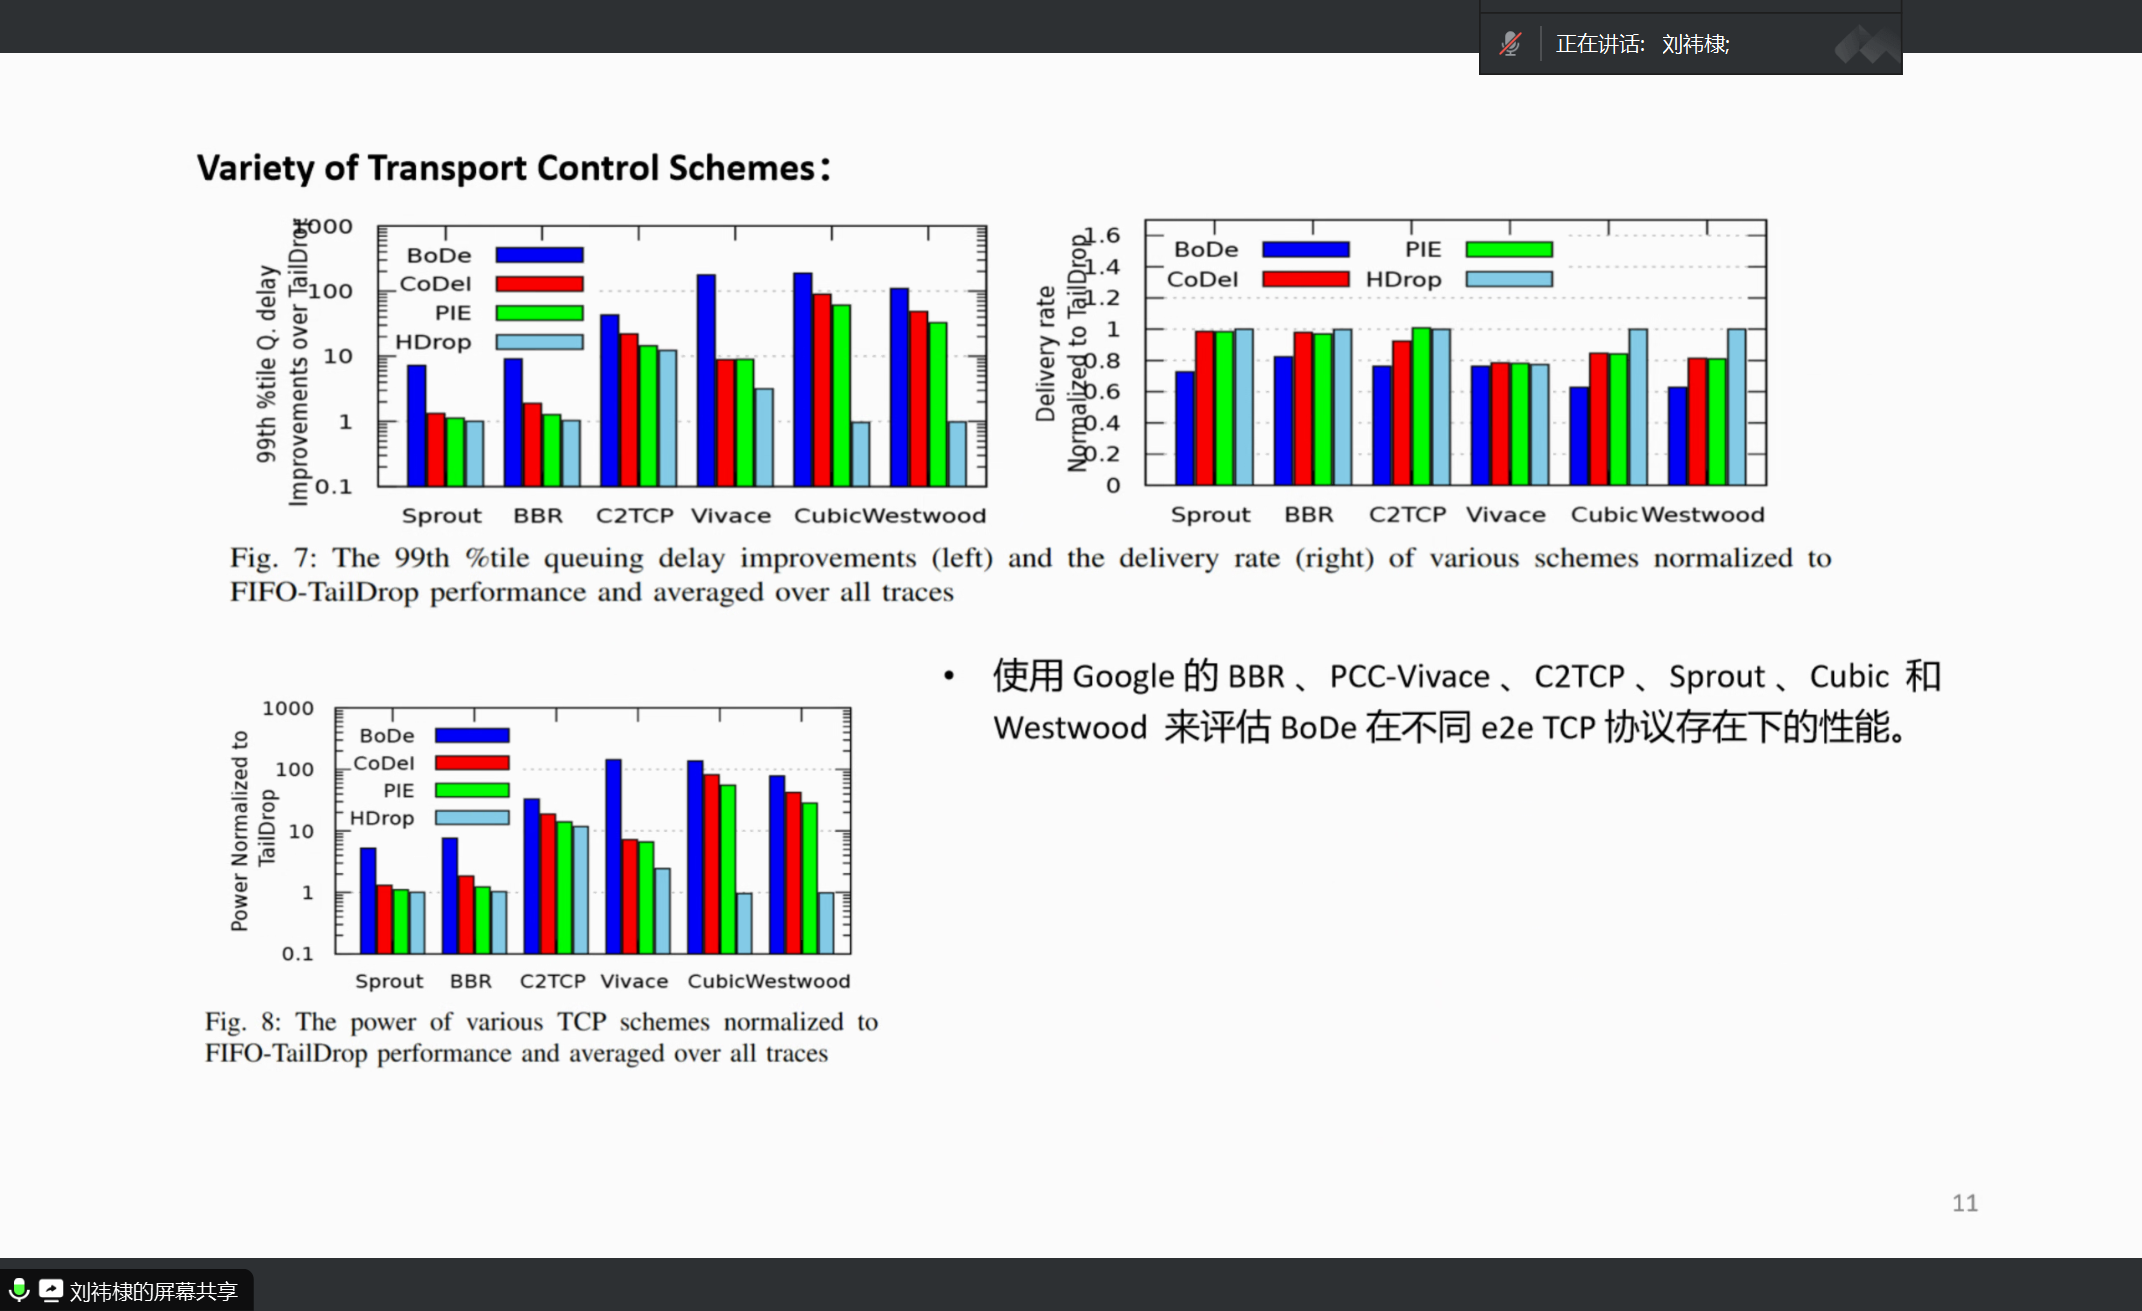 正在讲话: 刘祎棣;
Variety of Transport Control Schemes：
99th %tile Q. delay
Improvements over TailDrop
1000
100
10
1
0.1
BoDe
CoDel
PIE
HDrop
Sprout BBR C2TCP Vivace Cubic Westwood
Delivery rate
Normalized to TailDrop
1.6
1.4
1.2
1
0.8
0.6
0.4
0.2
0
BoDe PIE
CoDel HDrop
Sprout BBR C2TCP Vivace Cubic Westwood
Fig. 7: The 99th %tile queuing delay improvements (left) and the delivery rate (right) of various schemes normalized to
FIFO-TailDrop performance and averaged over all traces
• 使用 Google 的 BBR 、 PCC-Vivace 、 C2TCP 、 Sprout 、 Cubic 和
Westwood 来评估 BoDe 在不同 e2e TCP 协议存在下的性能。
Power Normalized to
TailDrop
1000
100
10
1
0.1
BoDe
CoDel
PIE
HDrop
Sprout BBR C2TCP Vivace Cubic Westwood
Fig. 8: The power of various TCP schemes normalized to
FIFO-TailDrop performance and averaged over all traces
11
刘祎棣的屏幕共享